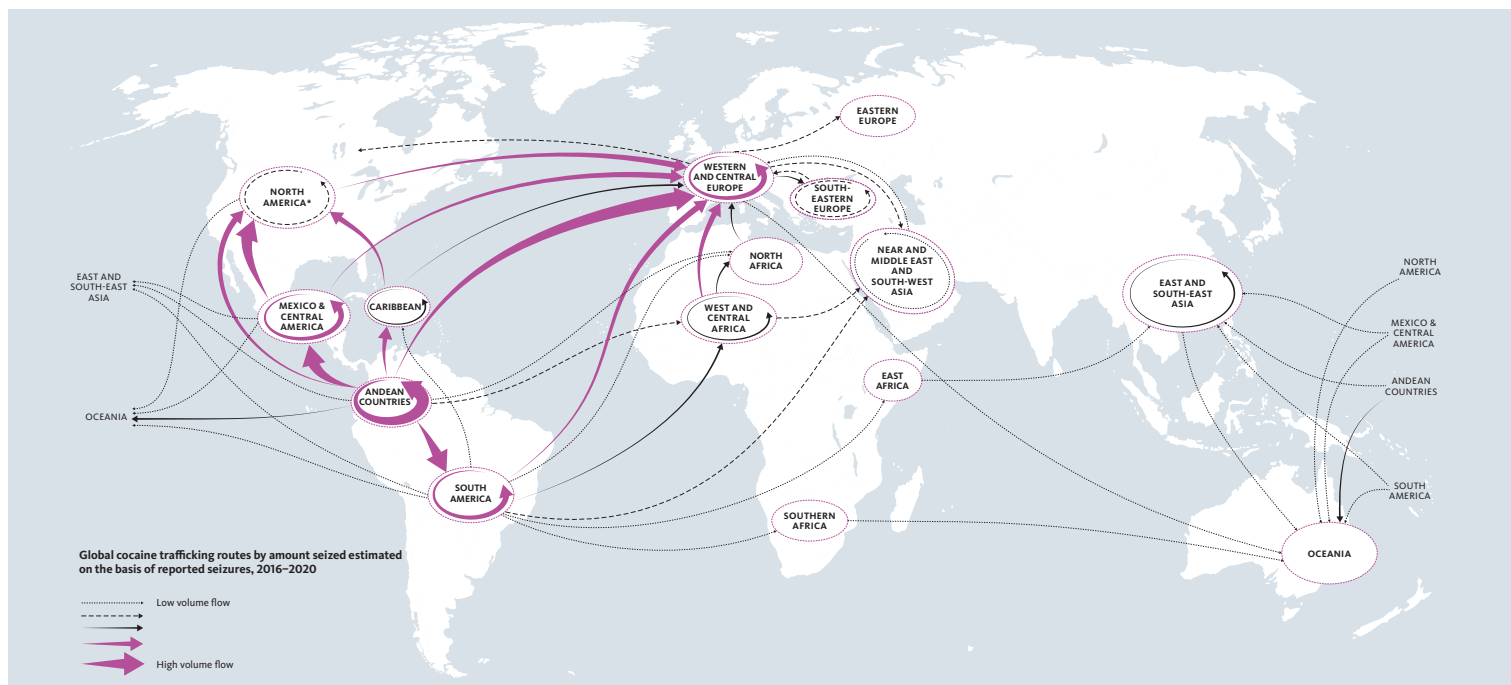 EASTERN
EUROPE
WESTERN
AND CENTRAL
EUROPE
NORTH
AMERICA*
SOUTH-
EASTERN
EUROPE
NORTH
AFRICA
NEAR AND
MIDDLE EAST
AND
SOUTH-WEST
ASIA
EAST AND
SOUTH-EAST
ASIA
MEXICO &
CENTRAL
AMERICA
CARIBBEAN
WEST AND
CENTRAL
AFRICA
EAST AND
SOUTH-EAST
ASIA
NORTH
AMERICA
MEXICO &
CENTRAL
AMERICA
ANDEAN
COUNTRIES
EAST
AFRICA
ANDEAN
COUNTRIES
OCEANIA
SOUTH
AMERICA
SOUTH
AMERICA
SOUTHERN
AFRICA
OCEANIA
Global cocaine trafficking routes by amount seized estimated
on the basis of reported seizures, 2016–2020
Low volume flow
High volume flow